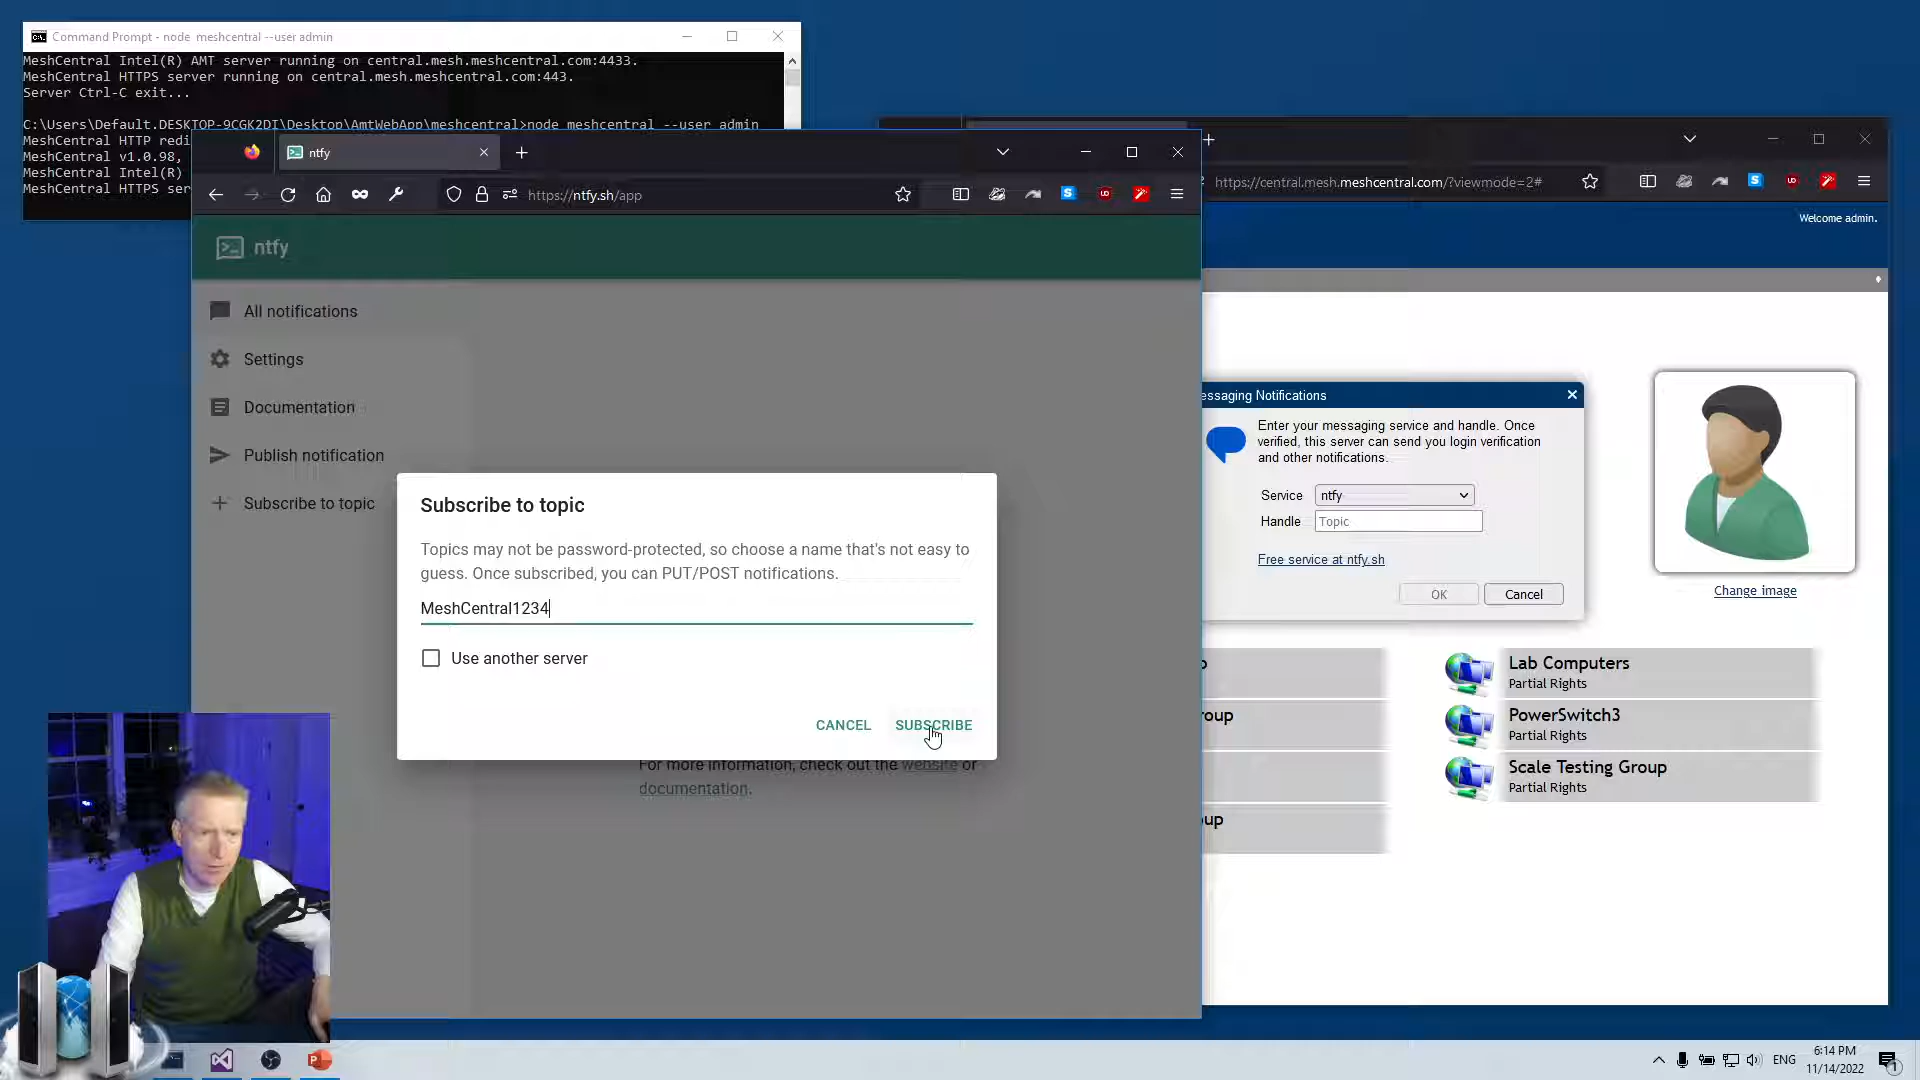 Command Prompt - node meshcentral --user admin
MeshCentral Intel(R) AMT server running on central.mesh.meshcentral.com:4433.
MeshCentral HTTPS server running on central.mesh.meshcentral.com:443.
Server Ctrl-C exit...
C:\Users\Default.DESKTOP-9CGK2DI\Desktop\AmtWebApp\meshcentral>node meshcentral --user admin
MeshCentral HTTP redi
MeshCentral v1.0.98,
MeshCentral Intel(R)
MeshCentral HTTPS ser
ntfy
https://ntfy.sh/app
ntfy
All notifications
Settings
Documentation
Publish notification
Subscribe to topic
Subscribe to topic
Topics may not be password-protected, so choose a name that's not easy to
guess. Once subscribed, you can PUT/POST notifications.
MeshCentral1234
Use another server
CANCEL
SUBSCRIBE
For more information, check out the website or
documentation.
https://central.mesh.meshcentral.com/?viewmode=2#
Welcome admin.
essaging Notifications
Enter your messaging service and handle. Once
verified, this server can send you login verification
and other notifications.
Service
ntfy
Handle
Topic
Free service at ntfy.sh
OK
Cancel
Change image
Lab Computers
Partial Rights
roup
PowerSwitch3
Partial Rights
Scale Testing Group
Partial Rights
up
ENG
6:14 PM
11/14/2022
1